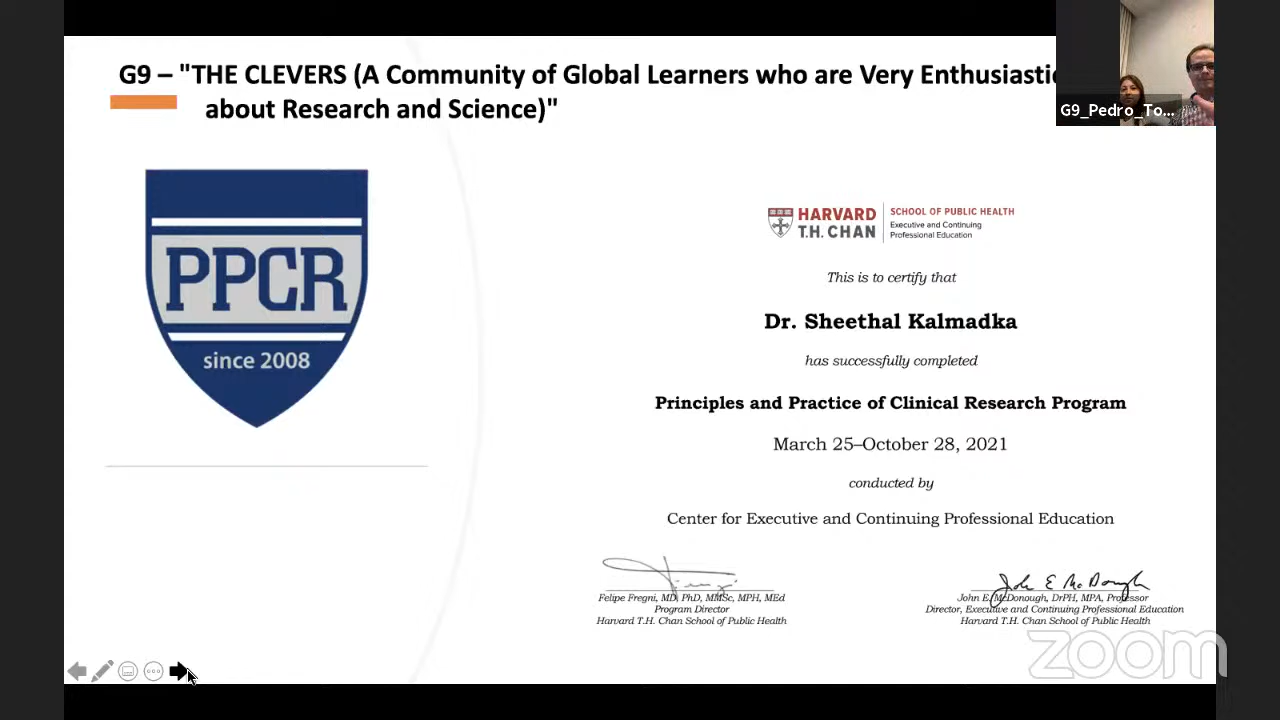 G9 – "THE CLEVERS (A Community of Global Learners who are Very Enthusiastic
about Research and Science)"
G9_Pedro_To...
PPCR
since 2008
HARVARD
T.H. CHAN
SCHOOL OF PUBLIC HEALTH
Executive and Continuing
Professional Education
This is to certify that
Dr. Sheethal Kalmadka
has successfully completed
Principles and Practice of Clinical Research Program
March 25–October 28, 2021
conducted by
Center for Executive and Continuing Professional Education
John E McDonough
Felipe Fregni, MD, PhD, MMSc, MPH, MEd
Program Director
Harvard T.H. Chan School of Public Health
John E. McDonough, DrPH, MPA, Professor
Director, Executive and Continuing Professional Education
Harvard T.H. Chan School of Public Health
zoom